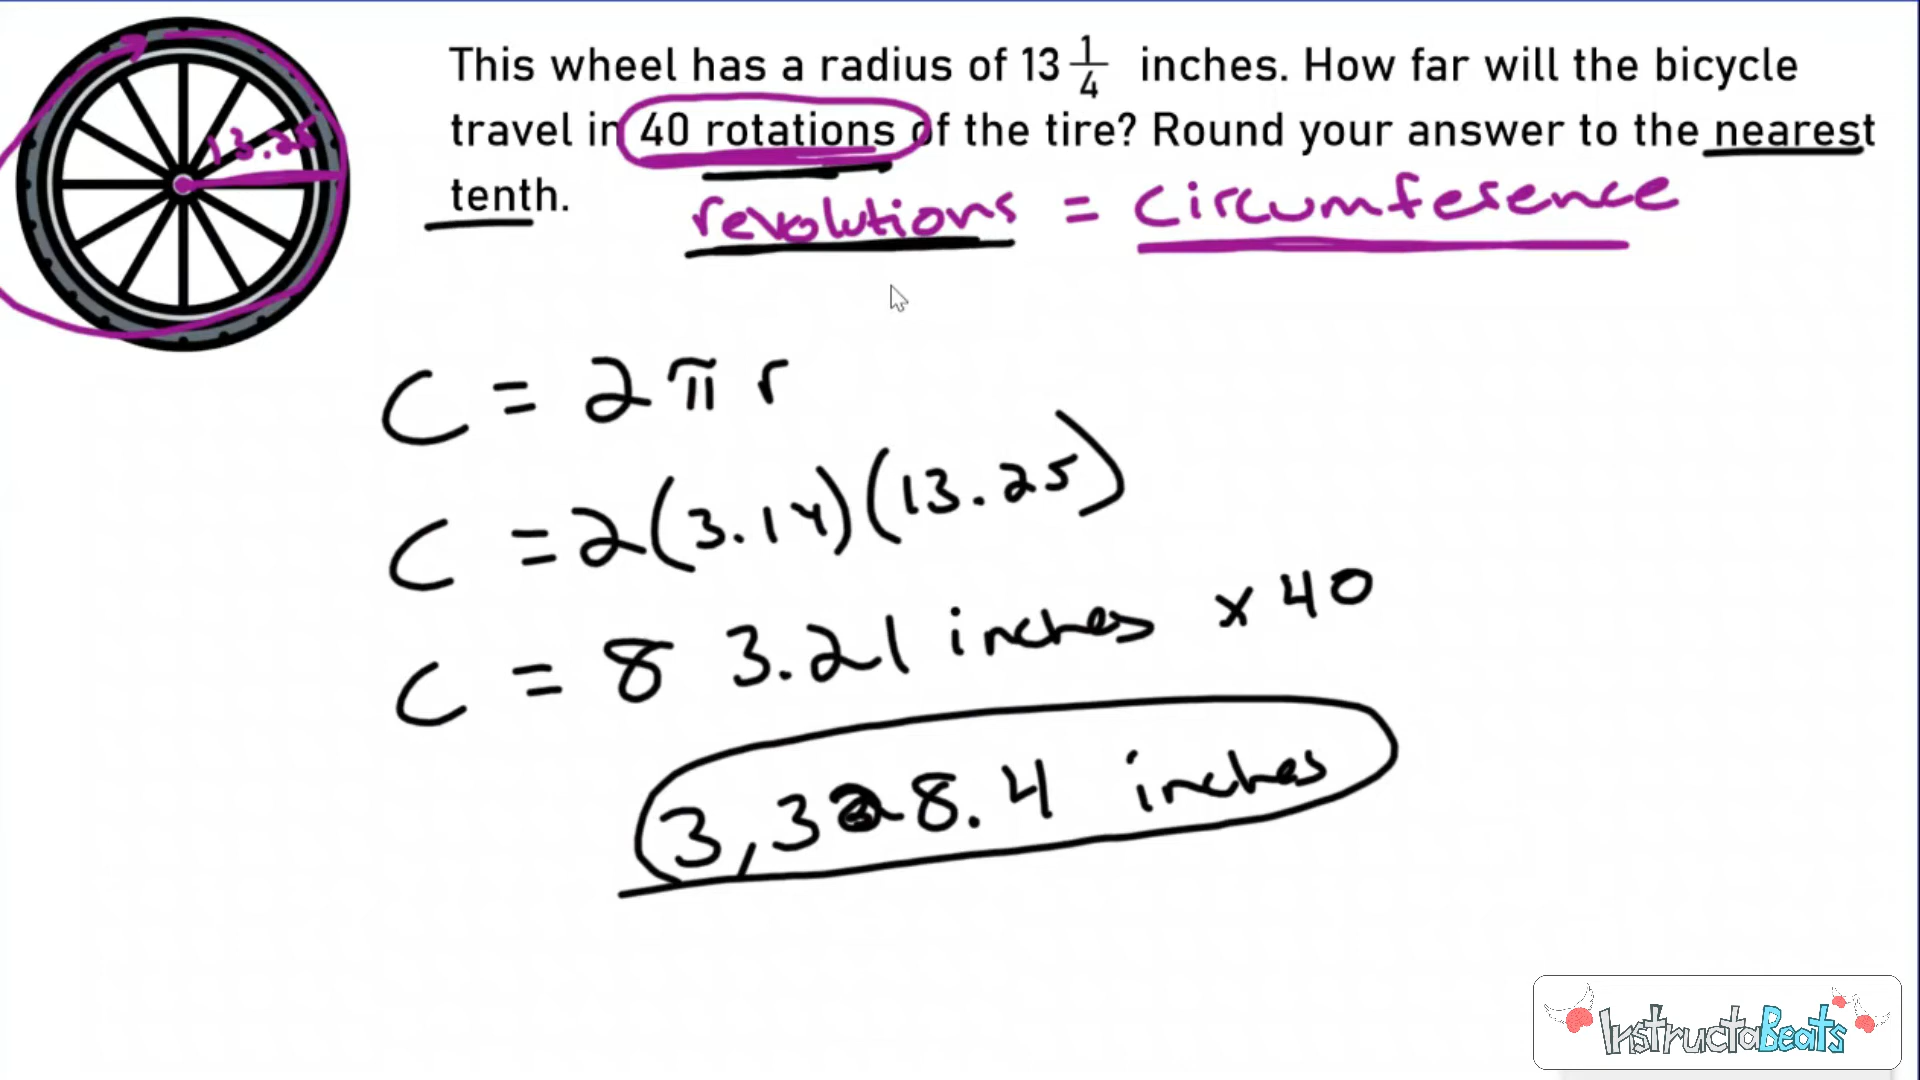 This wheel has a radius of 13 1/4 inches. How far will the bicycle
travel in 40 rotations of the tire? Round your answer to the nearest
tenth.
13.25
revolutions = circumference
C = 2 π r
C = 2(3.14)(13.25)
C = 83.21 inches x 40
3,328.4 inches
InstructaBeats